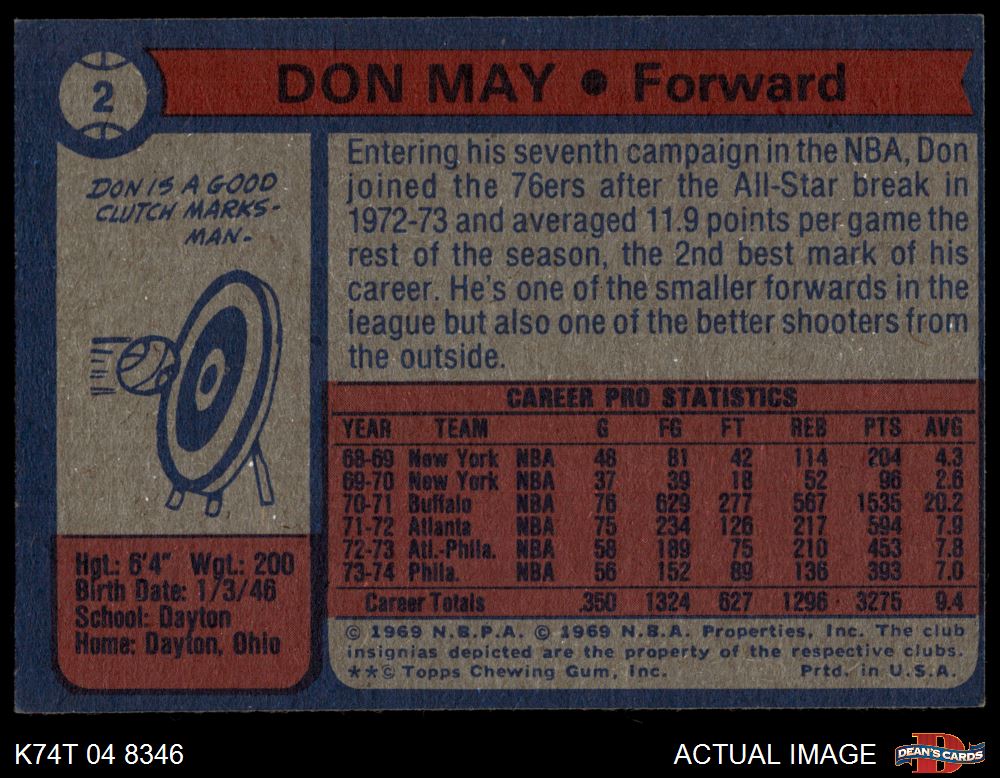 2
DON MAY ● Forward
DON IS A GOOD
CLUTCH MARKS-
MAN.
Entering his seventh campaign in the NBA, Don
joined the 76ers after the All-Star break in
1972-73 and averaged 11.9 points per game the
rest of the season, the 2nd best mark of his
career. He's one of the smaller forwards in the
league but also one of the better shooters from
the outside.
Hgt.: 6'4" Wgt.: 200
Birth Date: 1/3/46
School: Dayton
Home: Dayton, Ohio
CAREER PRO STATISTICS
YEAR TEAM G FG FT REB PTS AVG
68-69 New York NBA 48 81 42 114 204 4.3
69-70 New York NBA 37 39 18 52 96 2.6
70-71 Buffalo NBA 76 629 277 567 1535 20.2
71-72 Atlanta NBA 75 234 126 217 594 7.9
72-73 Atl.-Phila. NBA 58 189 75 210 453 7.8
73-74 Phila. NBA 56 152 89 136 393 7.0
Career Totals 350 1324 627 1296 3275 9.4
© 1969 N.B.P.A. © 1969 N.B.A. Properties, Inc. The club
insignias depicted are the property of the respective clubs.
**© Topps Chewing Gum, Inc. Prtd. in U.S.A.
K74T 04 8346
ACTUAL IMAGE
D
DEAN'S CARDS